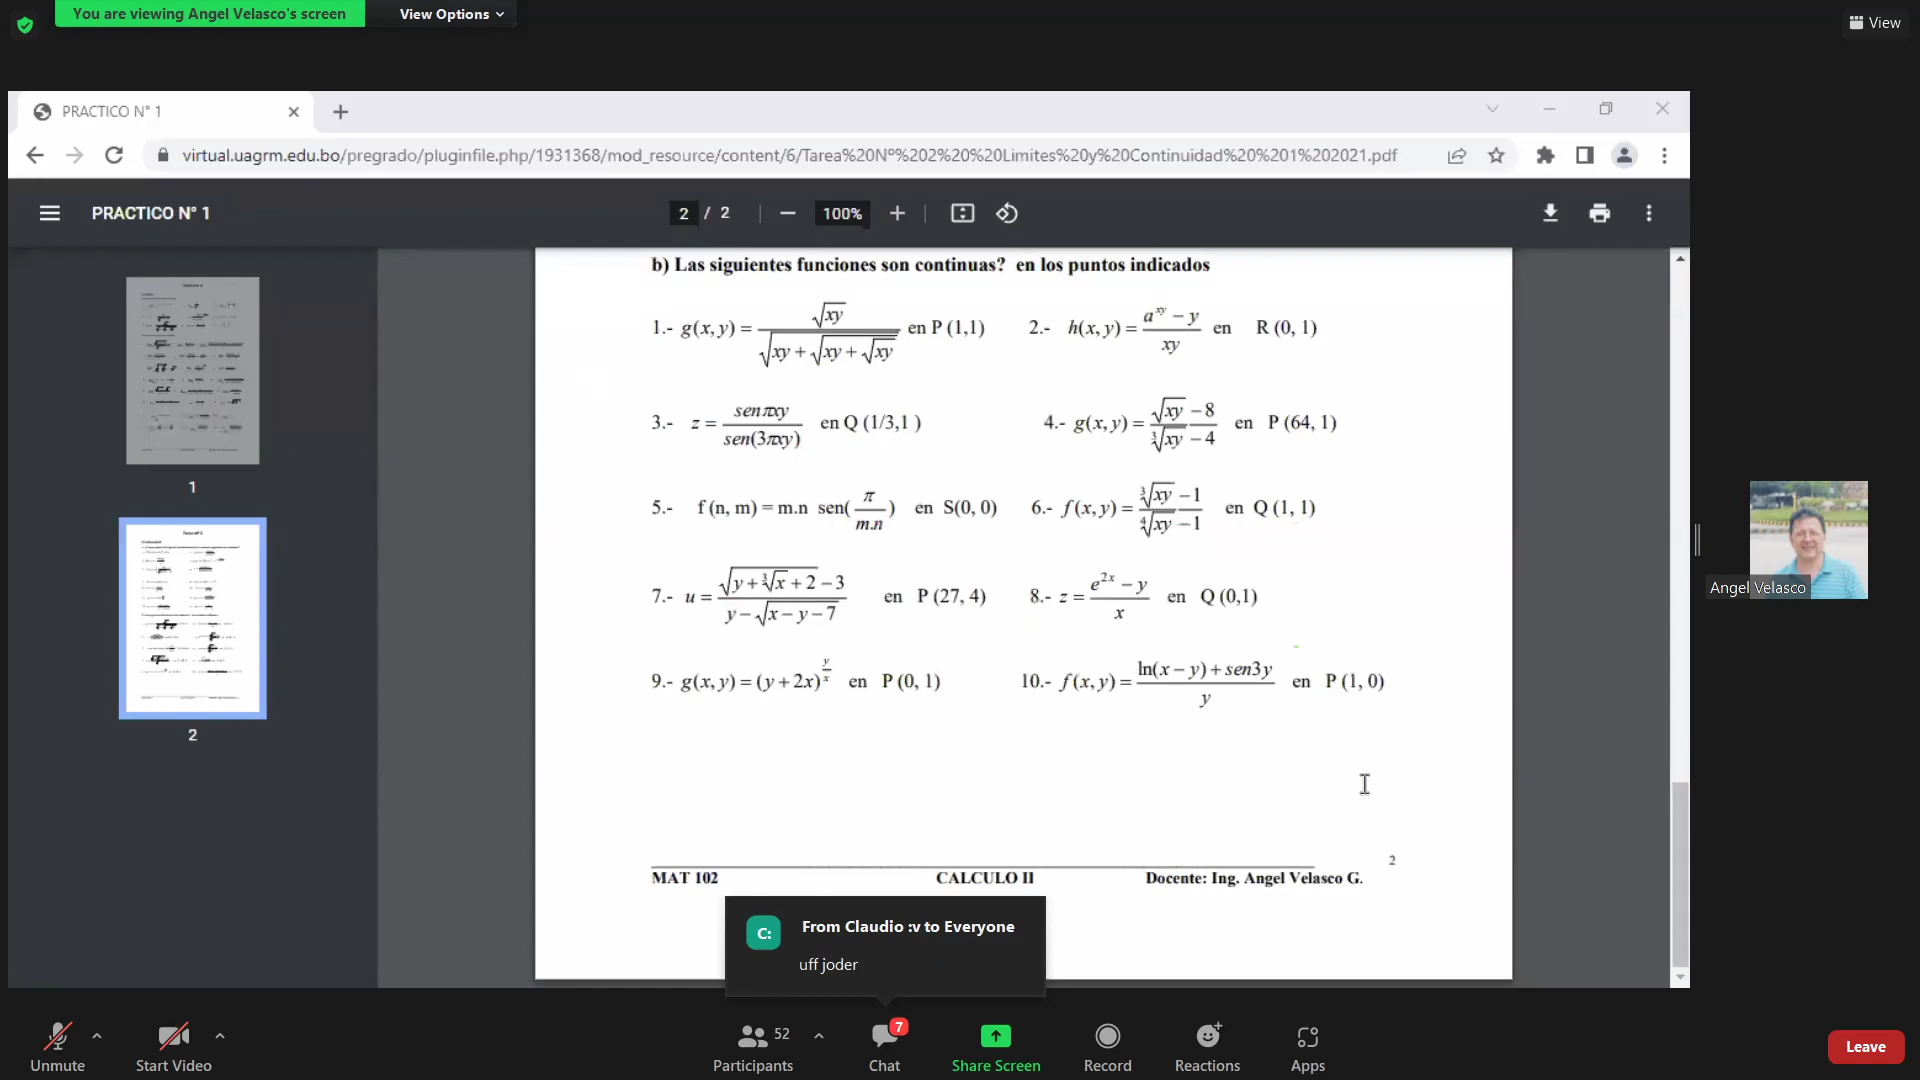 You are viewing Angel Velasco's screen
View Options
View
PRACTICO N° 1
virtual.uagrm.edu.bo/pregrado/pluginfile.php/1931368/mod_resource/content/6/Tarea%20Nº%202%20%20Limites%20y%20Continuidad%20%201%202021.pdf
PRACTICO N° 1
2 / 2
100%
1
2
b) Las siguientes funciones son continuas? en los puntos indicados
1.- g(x,y) = √(xy) / √(xy + √(xy + √(xy))) en P (1,1)
2.- h(x,y) = (a^(xy) − y) / xy en R (0, 1)
3.- z = senπxy / sen(3πxy) en Q (1/3,1 )
4.- g(x,y) = (√(xy) − 8) / (∛(xy) − 4) en P (64, 1)
5.- f (n, m) = m.n sen( π / m.n ) en S(0, 0)
6.- f(x,y) = (∛(xy) − 1) / (∜(xy) − 1) en Q (1, 1)
7.- u = (√(y + ∛x + 2) − 3) / (y − √(x − y − 7)) en P (27, 4)
8.- z = (e^(2x) − y) / x en Q (0,1)
9.- g(x,y) = (y + 2x)^(y/x) en P (0, 1)
10.- f(x,y) = (ln(x − y) + sen3y) / y en P (1, 0)
2
MAT 102 CALCULO II Docente: Ing. Angel Velasco G.
Angel Velasco
C:
From Claudio :v to Everyone
uff joder
Unmute
Start Video
52
Participants
7
Chat
Share Screen
Record
Reactions
Apps
Leave